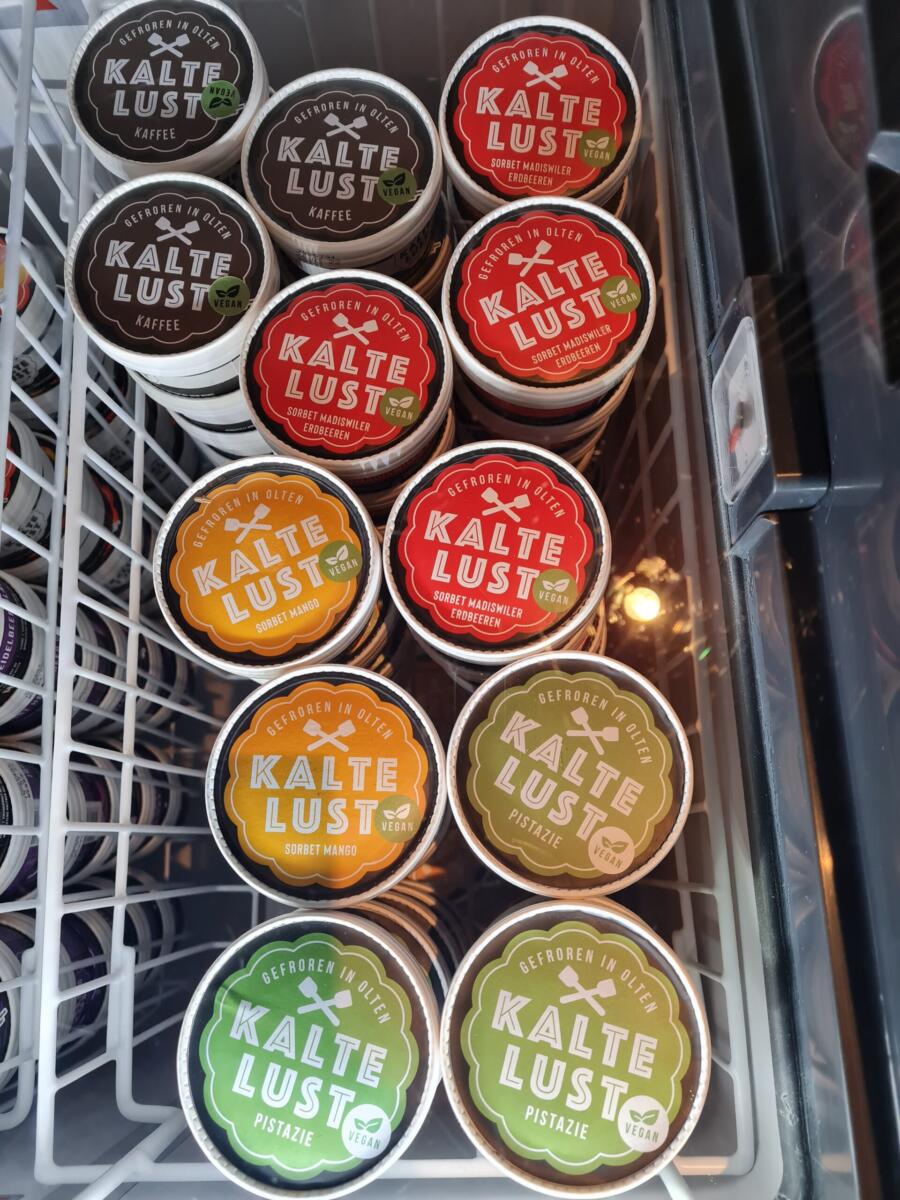 GEFROREN IN OLTEN
KALTE
LUST
VEGAN
KAFFEE
GEFROREN IN OLTEN
KALTE
LUST
VEGAN
KAFFEE
GEFROREN IN OLTEN
KALTE
LUST
VEGAN
SORBET MADISWILER
ERDBEEREN
GEFROREN IN OLTEN
KALTE
LUST
VEGAN
KAFFEE
GEFROREN IN OLTEN
KALTE
LUST
VEGAN
SORBET MADISWILER
ERDBEEREN
GEFROREN IN OLTEN
KALTE
LUST
VEGAN
SORBET MADISWILER
ERDBEEREN
GEFROREN IN OLTEN
KALTE
LUST
VEGAN
SORBET MANGO
GEFROREN IN OLTEN
KALTE
LUST
VEGAN
SORBET MADISWILER
ERDBEEREN
GEFROREN IN OLTEN
KALTE
LUST
VEGAN
SORBET MANGO
GEFROREN IN OLTEN
KALTE
LUST
PISTAZIE
VEGAN
GEFROREN IN OLTEN
KALTE
LUST
PISTAZIE
VEGAN
GEFROREN IN OLTEN
KALTE
LUST
PISTAZIE
VEGAN